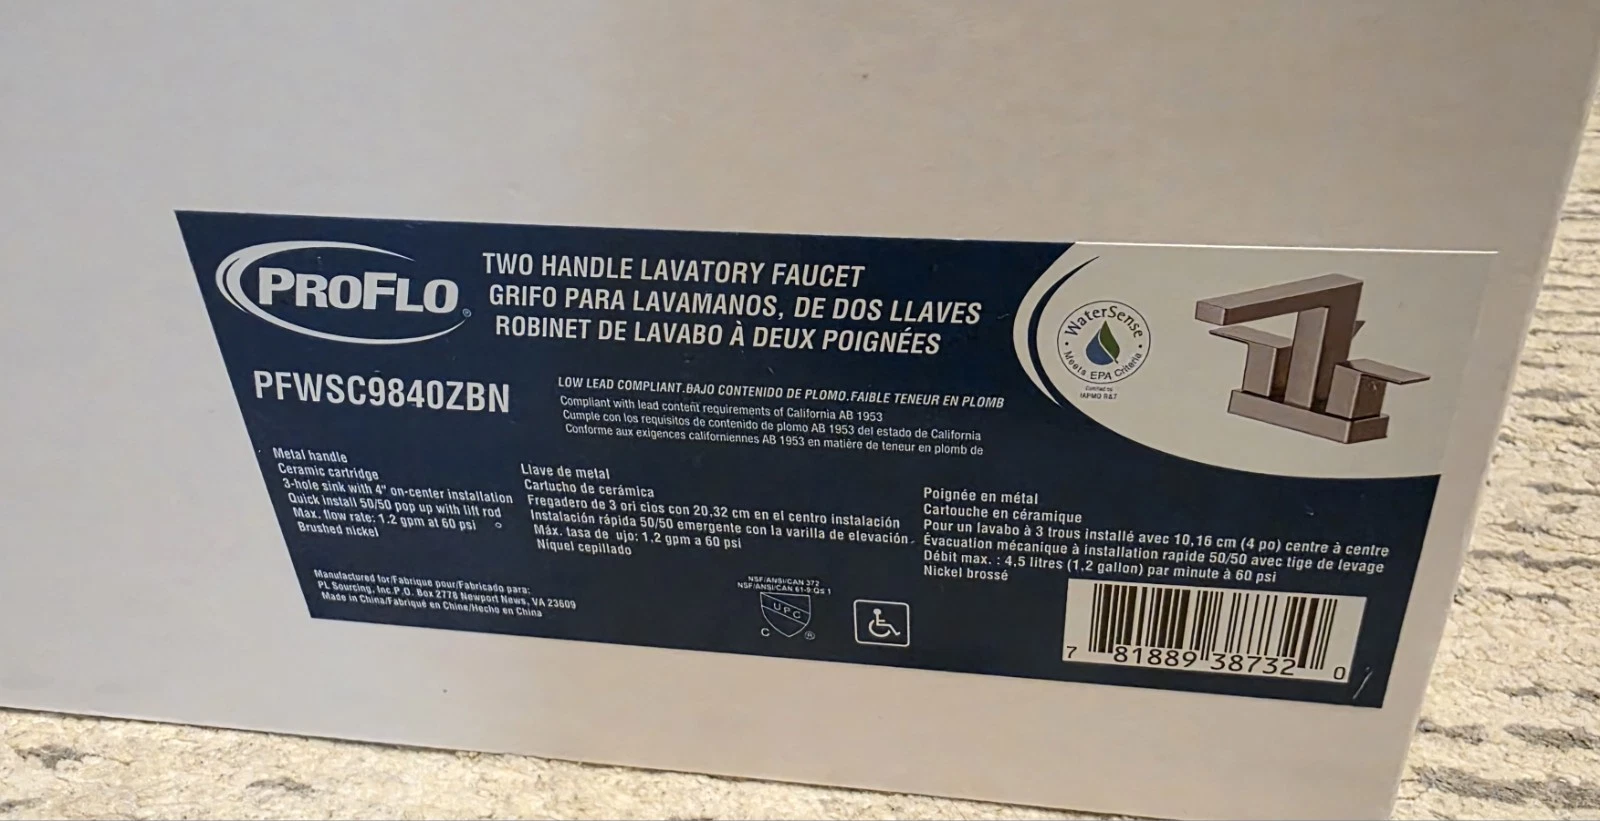 PROFLO®
TWO HANDLE LAVATORY FAUCET
GRIFO PARA LAVAMANOS, DE DOS LLAVES
ROBINET DE LAVABO À DEUX POIGNÉES
PFWSC9840ZBN
LOW LEAD COMPLIANT.BAJO CONTENIDO DE PLOMO.FAIBLE TENEUR EN PLOMB
Compliant with lead content requirements of California AB 1953
Cumple con los requisitos de contenido de plomo AB 1953 del estado de California
Conforme aux exigences californiennes AB 1953 en matière de teneur en plomb de
WaterSense
Meets EPA Criteria
Certified by
IAPMO R&T
Metal handle
Ceramic cartridge
3-hole sink with 4" on-center installation
Quick Install 50/50 pop up with lift rod
Max. flow rate: 1.2 gpm at 60 psi
Brushed nickel
Llave de metal
Cartucho de cerámica
Fregadero de 3 ori cios con 20,32 cm en el centro instalación
Instalación rápida 50/50 emergente con la varilla de elevación.
Máx. tasa de ujo: 1,2 gpm a 60 psi
Níquel cepillado
Poignée en métal
Cartouche en céramique
Pour un lavabo à 3 trous installé avec 10,16 cm (4 po) centre à centre
Évacuation mécanique à installation rapide 50/50 avec tige de levage
Débit max. : 4,5 litres (1,2 gallon) par minute à 60 psi
Nickel brossé
Manufactured for/Fabrique pour/Fabricado para:
PL Sourcing, Inc.P.O. Box 2778 Newport News, VA 23609
Made in China/Fabriqué en Chine/Hecho en China
NSF/ANSI/CAN 372
NSF/ANSI/CAN 61-9:Q≤1
UPC
C ®
7 81889 38732 0